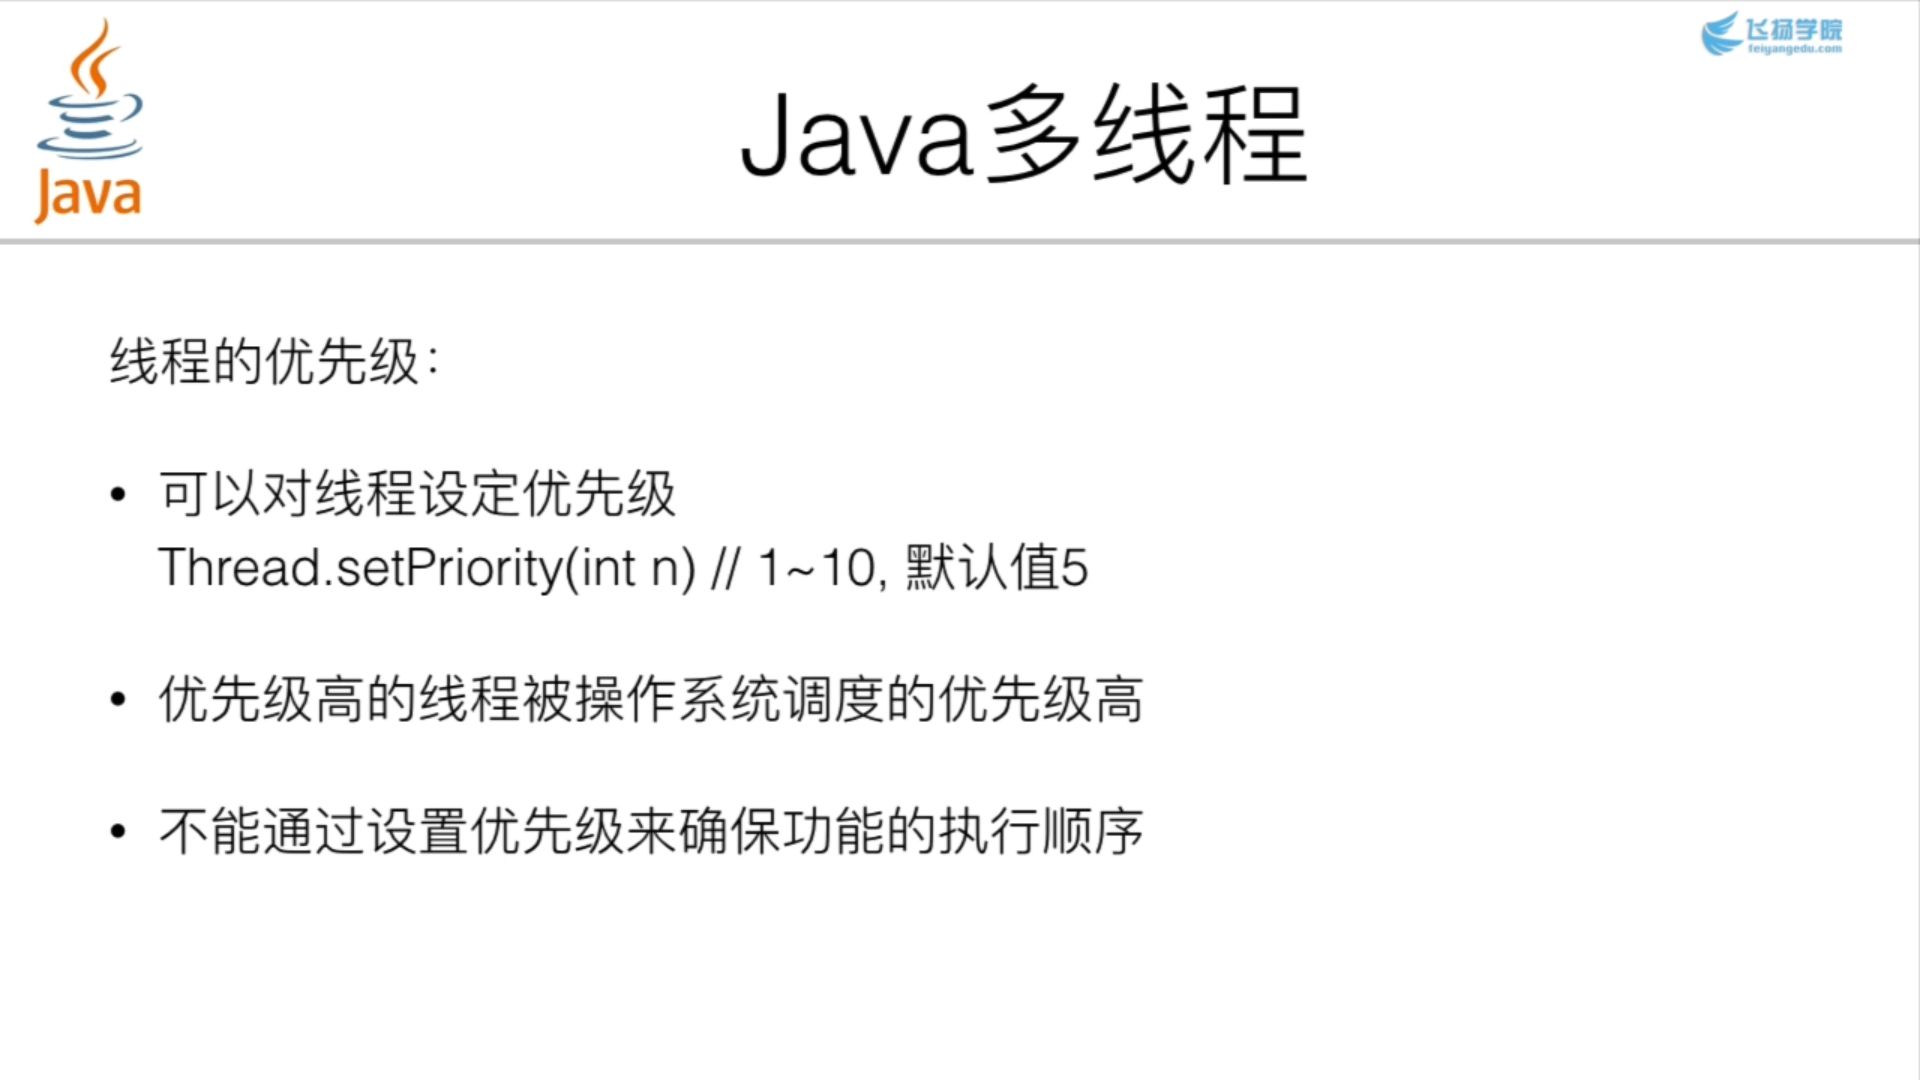 飞扬学院
feiyangedu.com
Java
Java多线程
线程的优先级：
• 可以对线程设定优先级
Thread.setPriority(int n) // 1~10, 默认值5
• 优先级高的线程被操作系统调度的优先级高
• 不能通过设置优先级来确保功能的执行顺序